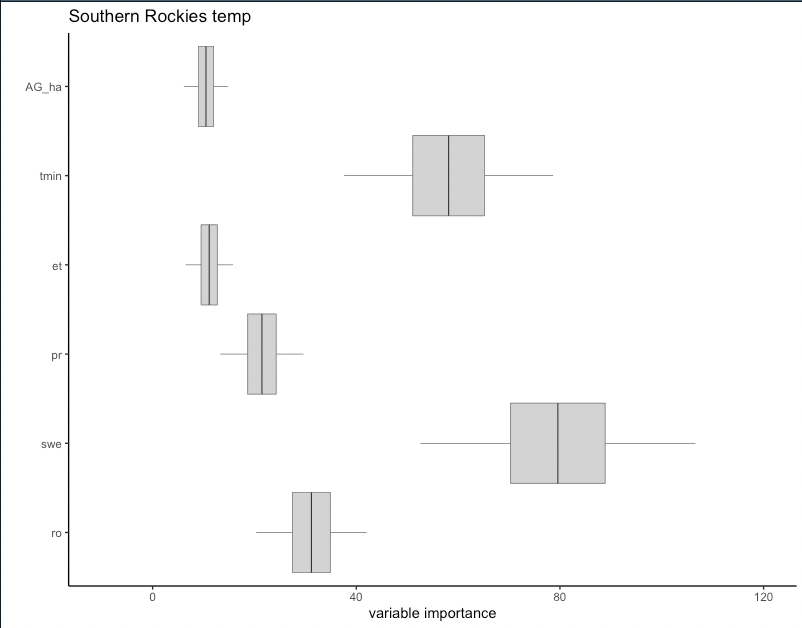 Southern Rockies temp
AG_ha
tmin
et
pr
swe
ro
0 40 80 120
variable importance